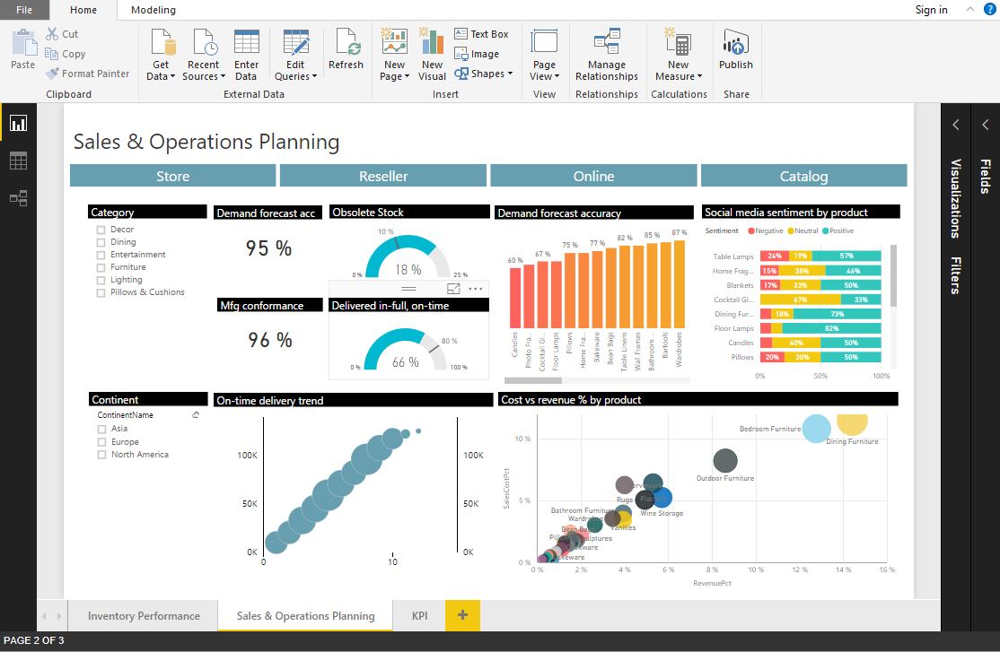 File
Home
Modeling
Sign in
?
Paste
Cut
Copy
Format Painter
Clipboard
Get Data
Recent Sources
Enter Data
Edit Queries
Refresh
External Data
New Page
New Visual
Text Box
Image
Shapes
Insert
Page View
View
Manage Relationships
Relationships
New Measure
Calculations
Publish
Share
Sales & Operations Planning
Store
Reseller
Online
Catalog
Category
Decor
Dining
Entertainment
Furniture
Lighting
Pillows & Cushions
Demand forecast acc
95 %
Mfg conformance
96 %
Obsolete Stock
10 %
0 %
18 %
25 %
Delivered in-full, on-time
80 %
0 %
66 %
100 %
Demand forecast accuracy
60 %
67 %
75 %
77 %
82 %
85 %
87 %
Candles
Photo Fra...
Cocktail Gl...
Floor Lamps
Pillows
Home Fra...
Bakeware
Bean Bags
Table Linens
Wall Frames
Bathroom ...
Bartools
Wardrobes
Social media sentiment by product
Sentiment Negative Neutral Positive
Table Lamps 24% 19% 57%
Home Frag... 15% 38% 46%
Blankets 17% 33% 50%
Cocktail Gl... 67% 33%
Dining Fur... 18% 73%
Floor Lamps 82%
Candles 40% 50%
Pillows 20% 30% 50%
0% 50% 100%
Continent
ContinentName
Asia
Europe
North America
On-time delivery trend
100K
50K
0K
0
10
100K
50K
0K
Cost vs revenue % by product
SalesCostPct
10 %
5 %
0 %
Bedroom Furniture
Dining Furniture
Outdoor Furniture
Rugs
Wine Storage
Bathroom Furniture
Vanities
0 % 2 % 4 % 6 % 8 % 10 % 12 % 14 % 16 %
RevenuePct
Visualizations
Filters
Fields
Inventory Performance
Sales & Operations Planning
KPI
+
PAGE 2 OF 3